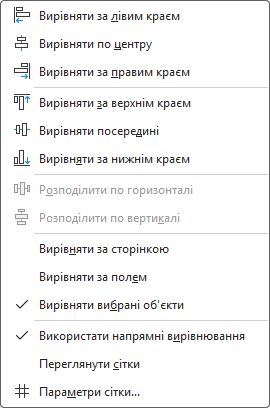 Вирівняти за лівим краєм
Вирівняти по центру
Вирівняти за правим краєм
Вирівняти за верхнім краєм
Вирівняти посередині
Вирівняти за нижнім краєм
Розподілити по горизонталі
Розподілити по вертикалі
Вирівняти за сторінкою
Вирівняти за полем
Вирівняти вибрані об'єкти
Використати напрямні вирівнювання
Переглянути сітки
Параметри сітки...